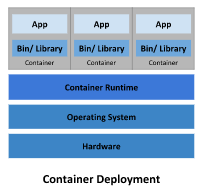 App App App
Bin/ Library Bin/ Library Bin/ Library
Container Container Container
Container Runtime
Operating System
Hardware
Container Deployment